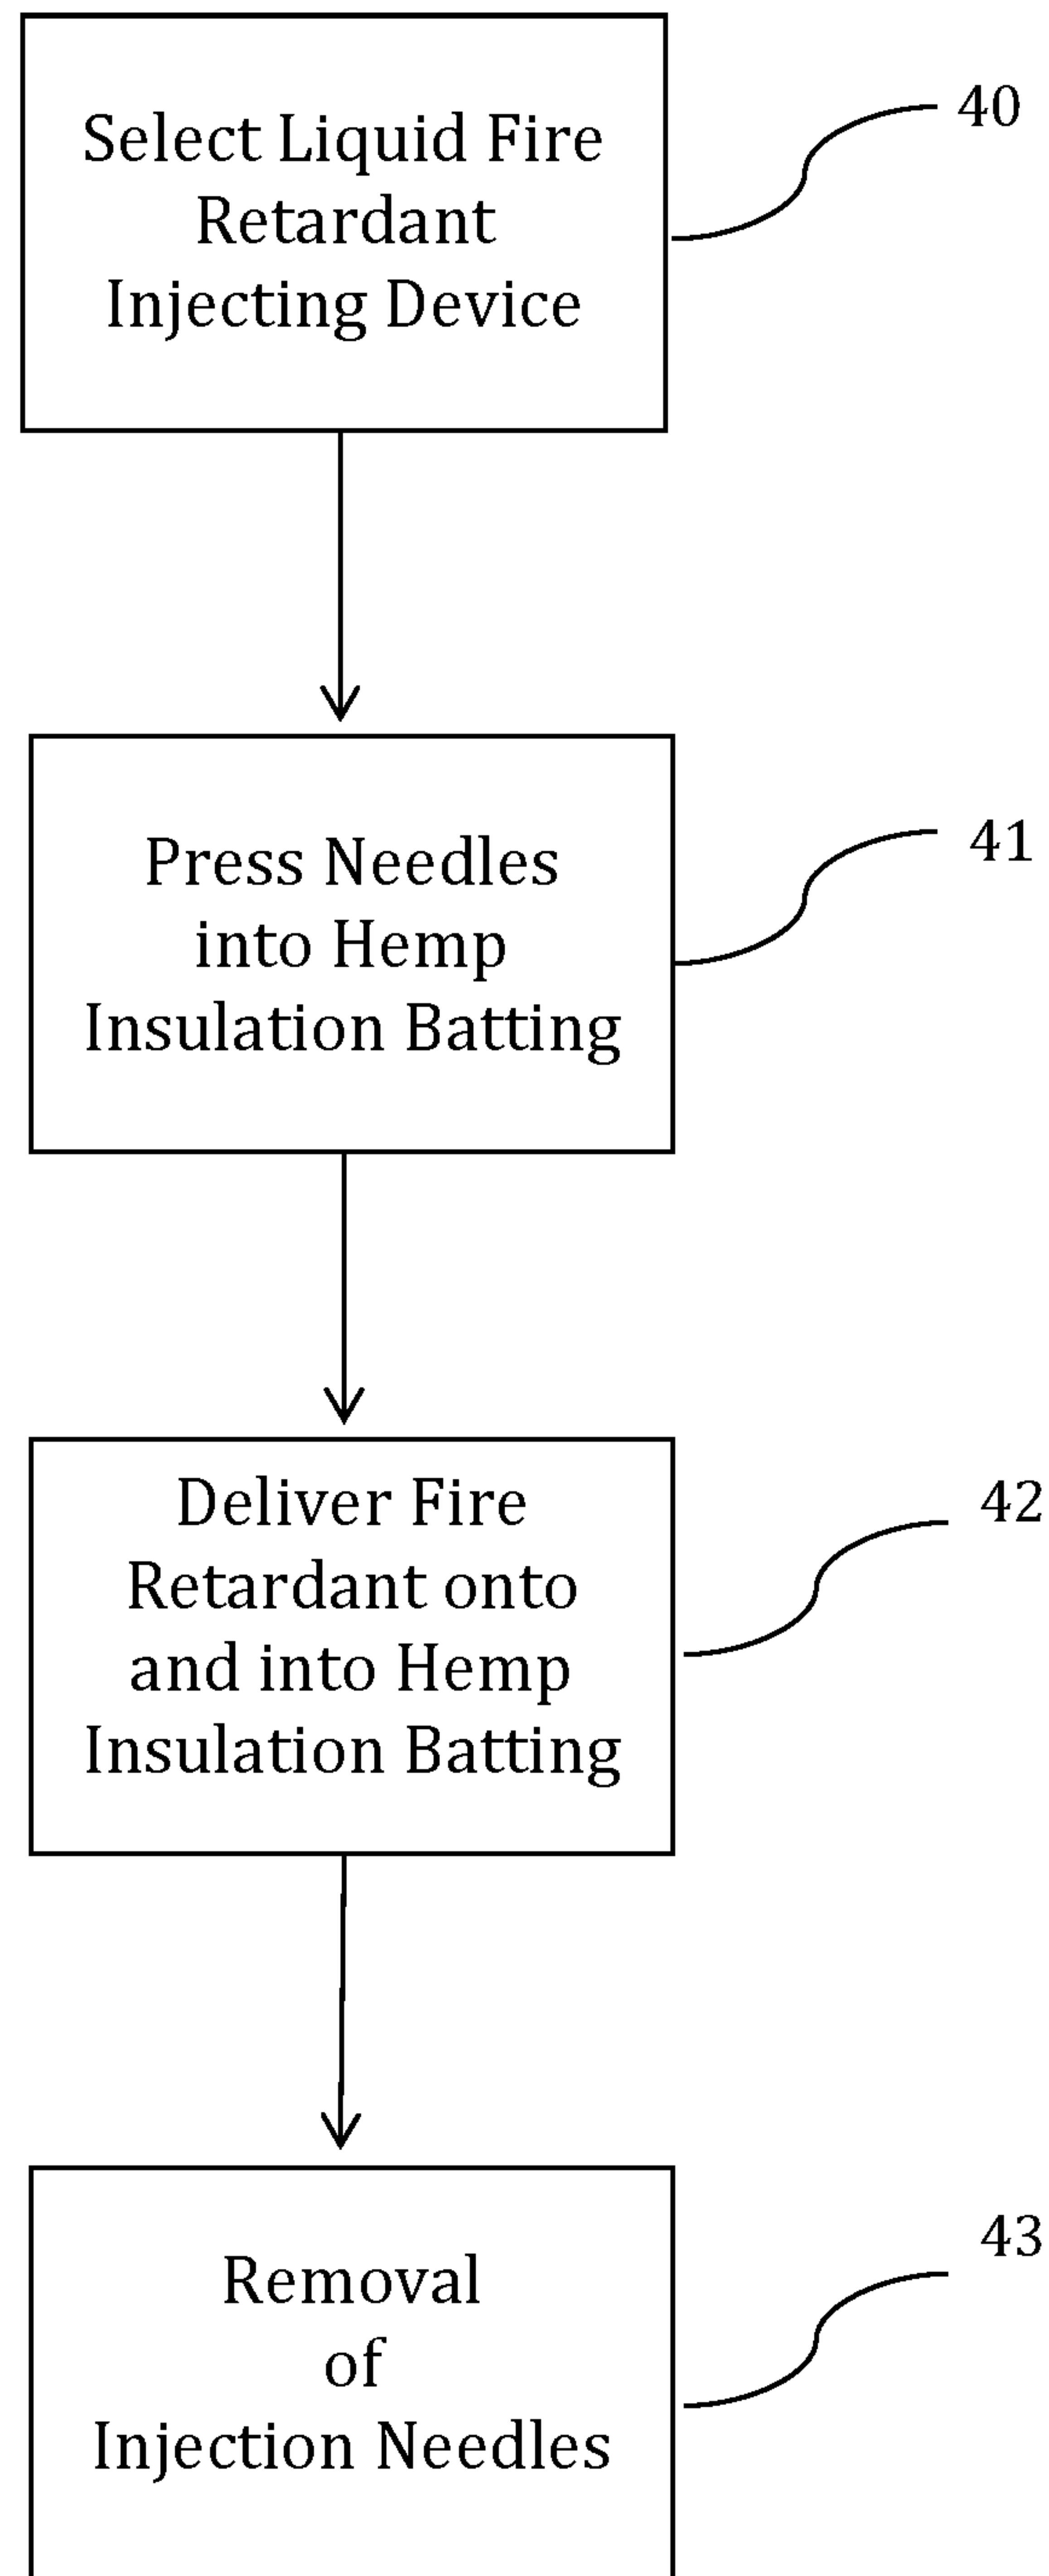 Select Liquid Fire
Retardant
Injecting Device
40
Press Needles
into Hemp
Insulation Batting
41
Deliver Fire
Retardant onto
and into Hemp
Insulation Batting
42
Removal
of
Injection Needles
43